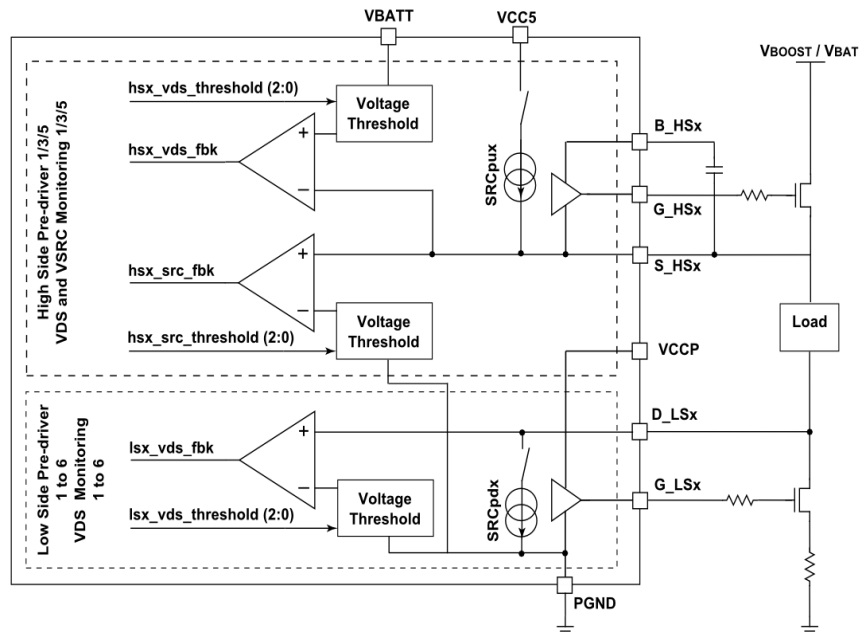 VBATT
VCC5
VBOOST / VBAT
hsx_vds_threshold (2:0)
Voltage
Threshold
hsx_vds_fbk
+
−
SRCpux
B_HSx
G_HSx
S_HSx
High Side Pre-driver 1/3/5
VDS and VSRC Monitoring 1/3/5
hsx_src_fbk
+
−
hsx_src_threshold (2:0)
Voltage
Threshold
Load
VCCP
Low Side Pre-driver
1 to 6
VDS Monitoring
1 to 6
lsx_vds_fbk
+
−
D_LSx
lsx_vds_threshold (2:0)
Voltage
Threshold
SRCpdx
G_LSx
PGND